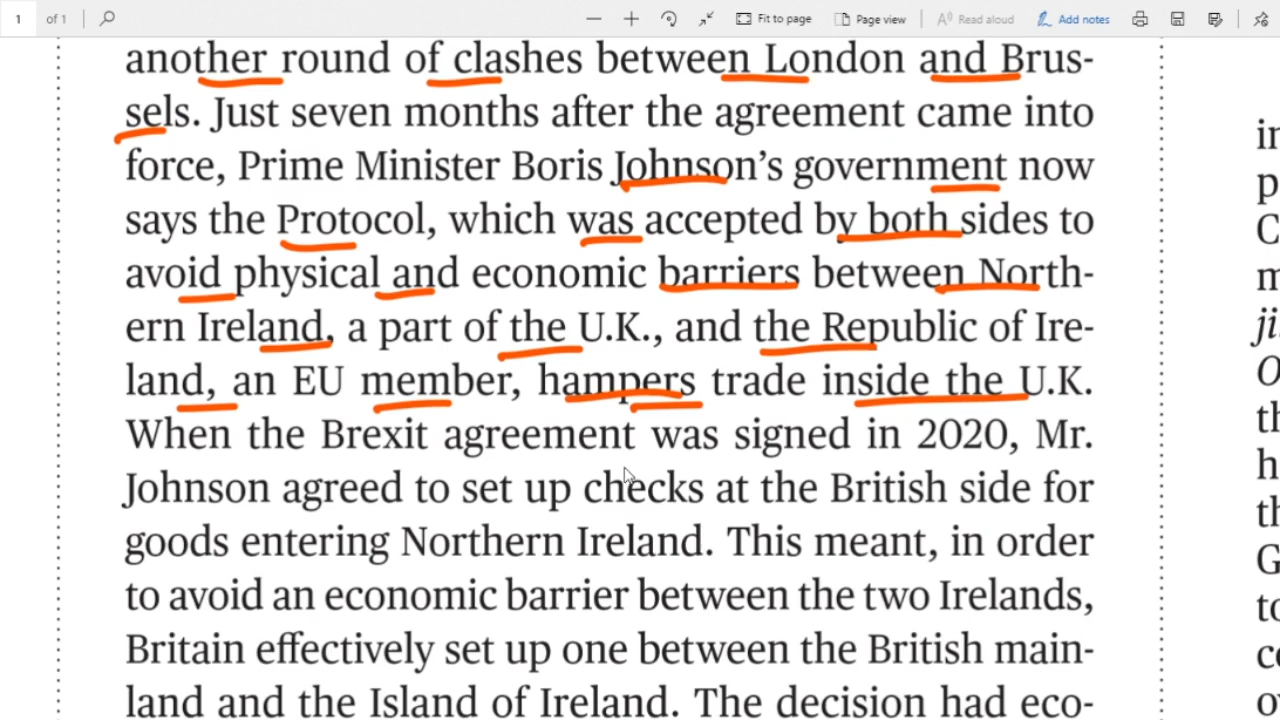 1 of 1 Fit to page Page view Read aloud Add notes
another round of clashes between London and Brus-
sels. Just seven months after the agreement came into
force, Prime Minister Boris Johnson’s government now
says the Protocol, which was accepted by both sides to
avoid physical and economic barriers between North-
ern Ireland, a part of the U.K., and the Republic of Ire-
land, an EU member, hampers trade inside the U.K.
When the Brexit agreement was signed in 2020, Mr.
Johnson agreed to set up checks at the British side for
goods entering Northern Ireland. This meant, in order
to avoid an economic barrier between the two Irelands,
Britain effectively set up one between the British main-
land and the Island of Ireland. The decision had eco-